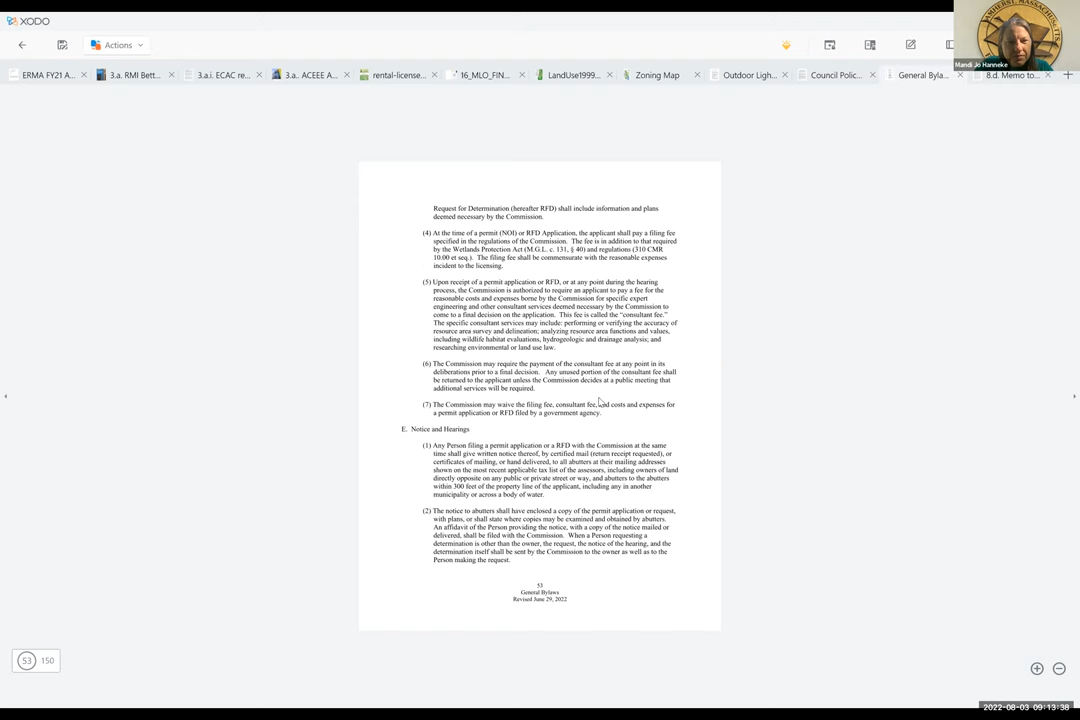 XODO
AMHERST, MASSACHUSETTS
Actions
Mandi Jo Hanneke
ERMA FY21 A...
3.a. RMI Bett...
3.a.i. ECAC re...
3.a.. ACEEE A...
rental-license...
16_MLO_FIN...
LandUse1999...
Zoning Map
Outdoor Ligh...
Council Polic...
General Byla...
8.d. Memo to...
Request for Determination (hereafter RFD) shall include information and plans
deemed necessary by the Commission.
(4) At the time of a permit (NOI) or RFD Application, the applicant shall pay a filing fee
specified in the regulations of the Commission. The fee is in addition to that required
by the Wetlands Protection Act (M.G.L. c. 131, § 40) and regulations (310 CMR
10.00 et seq.). The filing fee shall be commensurate with the reasonable expenses
incident to the licensing.
(5) Upon receipt of a permit application or RFD, or at any point during the hearing
process, the Commission is authorized to require an applicant to pay a fee for the
reasonable costs and expenses borne by the Commission for specific expert
engineering and other consultant services deemed necessary by the Commission to
come to a final decision on the application. This fee is called the “consultant fee.”
The specific consultant services may include: performing or verifying the accuracy of
resource area survey and delineation; analyzing resource area functions and values,
including wildlife habitat evaluations, hydrogeologic and drainage analysis; and
researching environmental or land use law.
(6) The Commission may require the payment of the consultant fee at any point in its
deliberations prior to a final decision. Any unused portion of the consultant fee shall
be returned to the applicant unless the Commission decides at a public meeting that
additional services will be required.
(7) The Commission may waive the filing fee, consultant fee, and costs and expenses for
a permit application or RFD filed by a government agency.
E. Notice and Hearings
(1) Any Person filing a permit application or a RFD with the Commission at the same
time shall give written notice thereof, by certified mail (return receipt requested), or
certificates of mailing, or hand delivered, to all abutters at their mailing addresses
shown on the most recent applicable tax list of the assessors, including owners of land
directly opposite on any public or private street or way, and abutters to the abutters
within 300 feet of the property line of the applicant, including any in another
municipality or across a body of water.
(2) The notice to abutters shall have enclosed a copy of the permit application or request,
with plans, or shall state where copies may be examined and obtained by abutters.
An affidavit of the Person providing the notice, with a copy of the notice mailed or
delivered, shall be filed with the Commission. When a Person requesting a
determination is other than the owner, the request, the notice of the hearing, and the
determination itself shall be sent by the Commission to the owner as well as to the
Person making the request.
53
General Bylaws
Revised June 29, 2022
53 150
2022-08-03 09:13:38